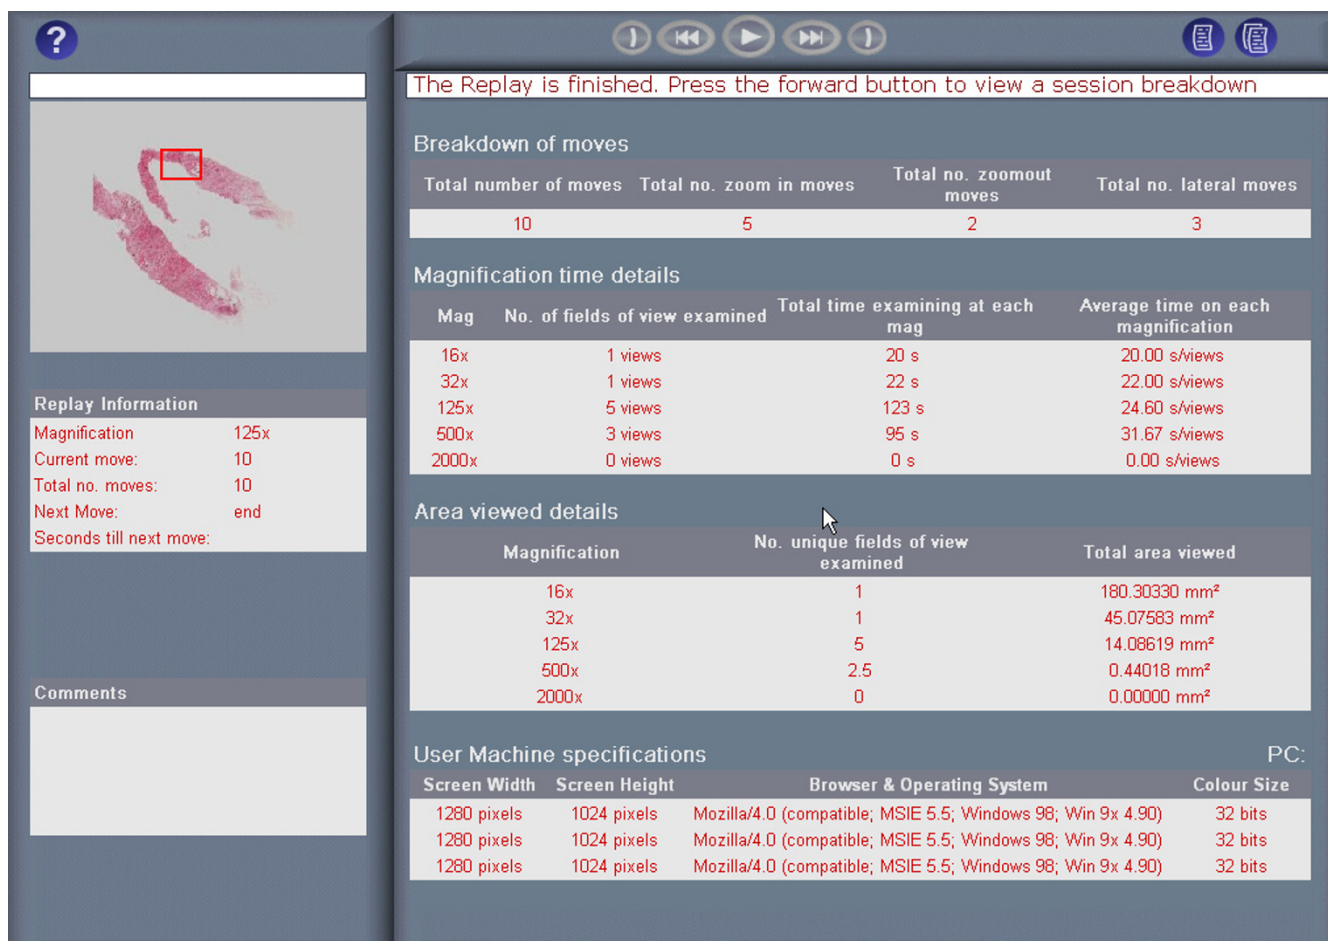 ?
The Replay is finished. Press the forward button to view a session breakdown
Breakdown of moves
Total number of moves Total no. zoom in moves Total no. zoomout moves Total no. lateral moves
10 5 2 3
Magnification time details
Mag No. of fields of view examined Total time examining at each mag Average time on each magnification
16x 1 views 20 s 20.00 s/views
32x 1 views 22 s 22.00 s/views
125x 5 views 123 s 24.60 s/views
500x 3 views 95 s 31.67 s/views
2000x 0 views 0 s 0.00 s/views
Replay Information
Magnification 125x
Current move: 10
Total no. moves: 10
Next Move: end
Seconds till next move:
Area viewed details
Magnification No. unique fields of view examined Total area viewed
16x 1 180.30330 mm²
32x 1 45.07583 mm²
125x 5 14.08619 mm²
500x 2.5 0.44018 mm²
2000x 0 0.00000 mm²
Comments
User Machine specifications PC:
Screen Width Screen Height Browser & Operating System Colour Size
1280 pixels 1024 pixels Mozilla/4.0 (compatible; MSIE 5.5; Windows 98; Win 9x 4.90) 32 bits
1280 pixels 1024 pixels Mozilla/4.0 (compatible; MSIE 5.5; Windows 98; Win 9x 4.90) 32 bits
1280 pixels 1024 pixels Mozilla/4.0 (compatible; MSIE 5.5; Windows 98; Win 9x 4.90) 32 bits